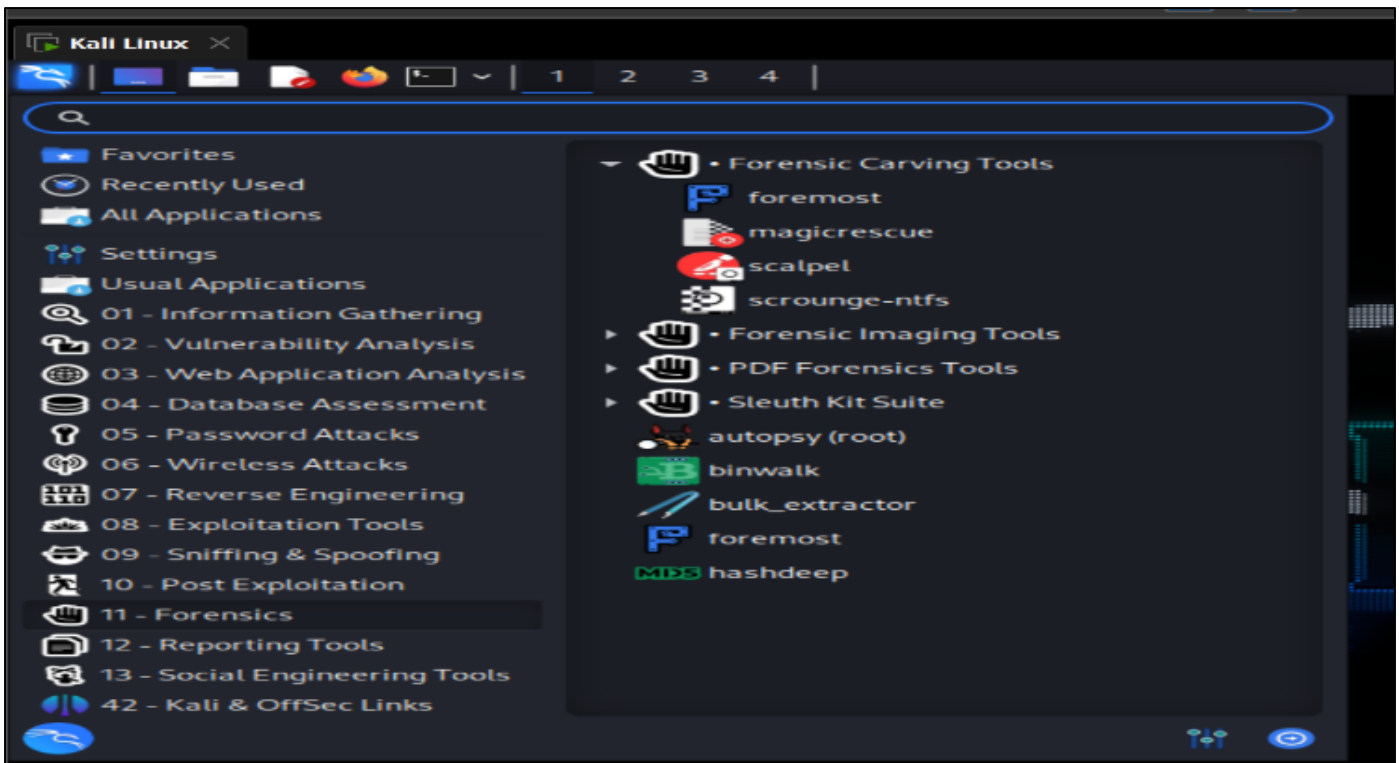 Kali Linux
1 2 3 4
Favorites
Recently Used
All Applications
Settings
Usual Applications
01 - Information Gathering
02 - Vulnerability Analysis
03 - Web Application Analysis
04 - Database Assessment
05 - Password Attacks
06 - Wireless Attacks
07 - Reverse Engineering
08 - Exploitation Tools
09 - Sniffing & Spoofing
10 - Post Exploitation
11 - Forensics
12 - Reporting Tools
13 - Social Engineering Tools
42 - Kali & OffSec Links
• Forensic Carving Tools
foremost
magicrescue
scalpel
scrounge-ntfs
• Forensic Imaging Tools
• PDF Forensics Tools
• Sleuth Kit Suite
autopsy (root)
binwalk
bulk_extractor
foremost
MD5 hashdeep